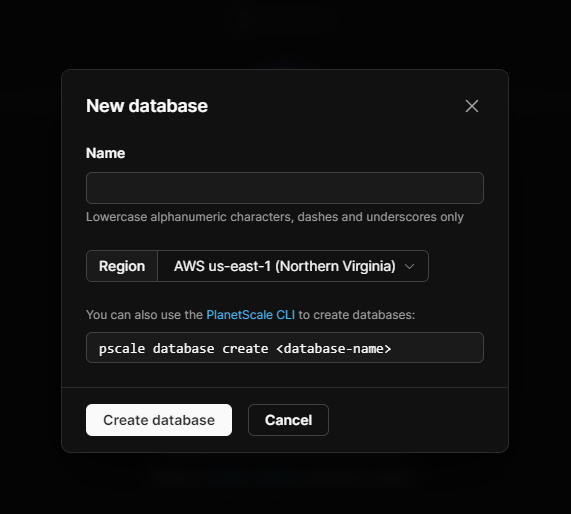 New database
Name
Lowercase alphanumeric characters, dashes and underscores only
Region AWS us-east-1 (Northern Virginia)
You can also use the PlanetScale CLI to create databases:
pscale database create <database-name>
Create database Cancel